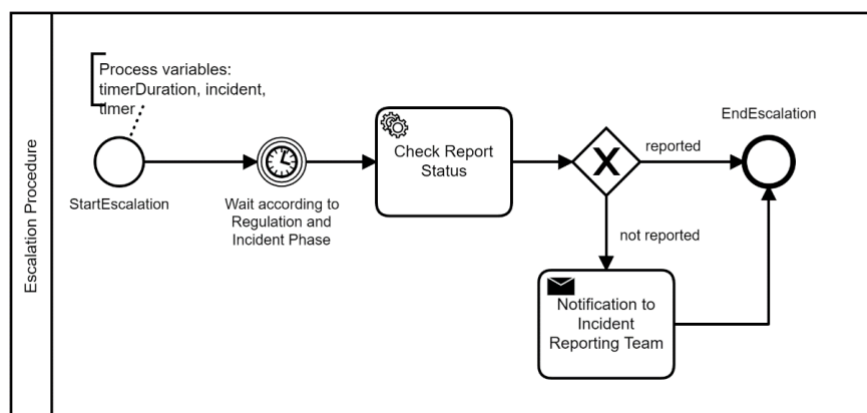 Escalation Procedure
Process variables:
timerDuration, incident,
timer
StartEscalation
Wait according to
Regulation and
Incident Phase
Check Report
Status
reported
not reported
EndEscalation
Notification to
Incident
Reporting Team